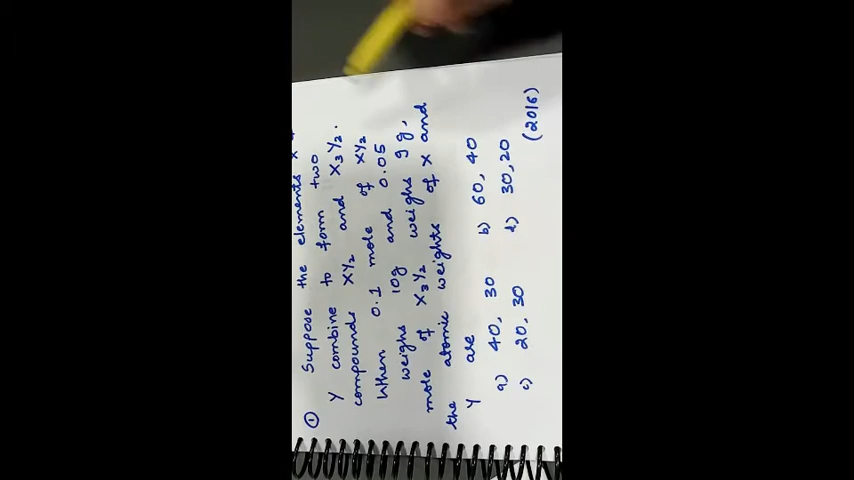 ① Suppose the elements X &
Y combine to form two
compounds XY₂ and X₃Y₂.
When 0.1 mole of XY₂
weighs 10g and 0.05
mole of X₃Y₂ weighs 9g,
the atomic weights of X and
Y are
a) 40, 30 b) 60, 40
c) 20, 30 d) 30, 20
(2016)